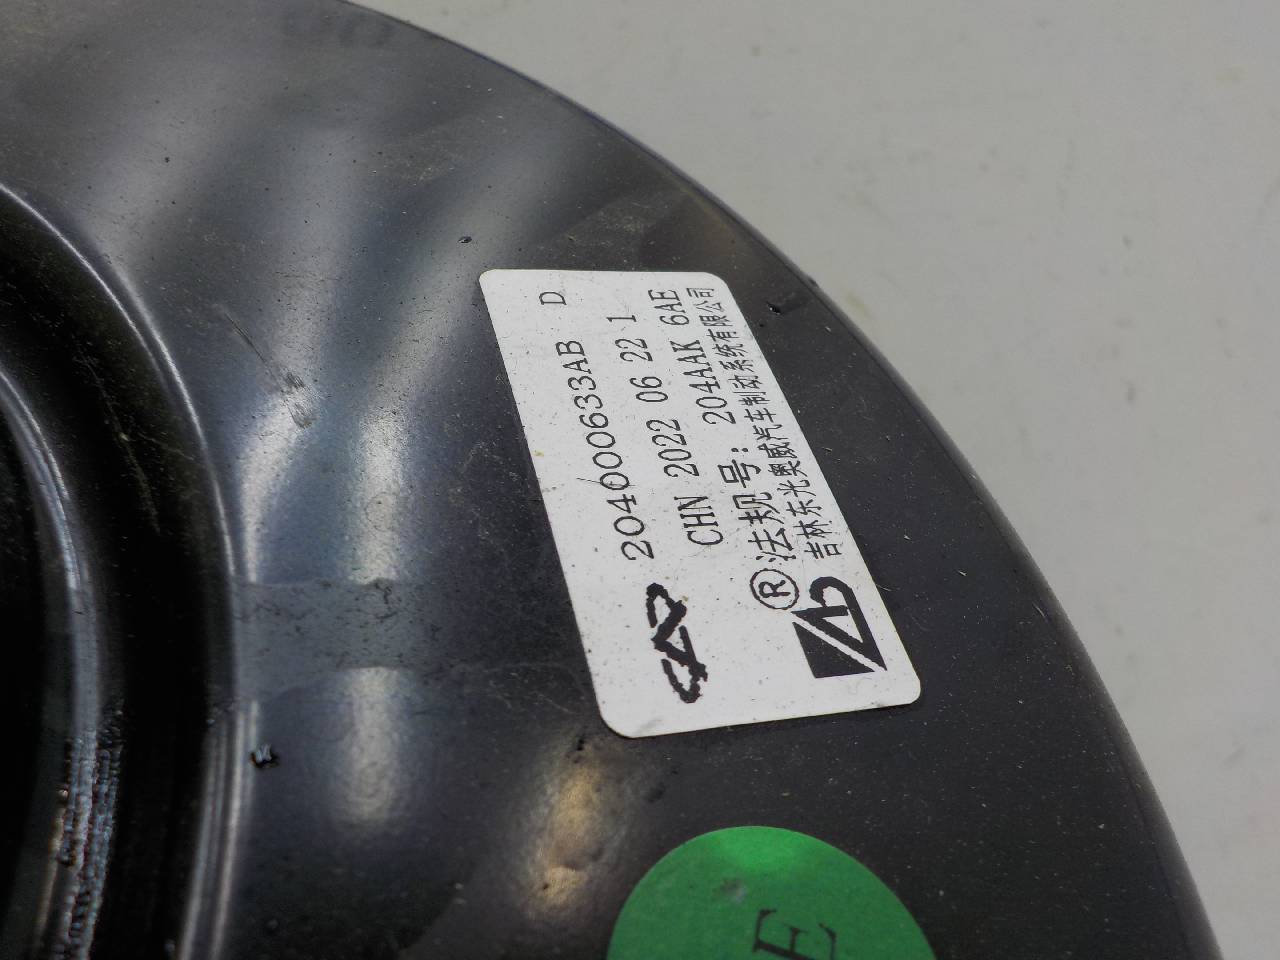 204000633AB D
CHN 2022 06 22 1
®法规号: 204AAK 6AE
吉林东光奥威汽车制动系统有限公司
E